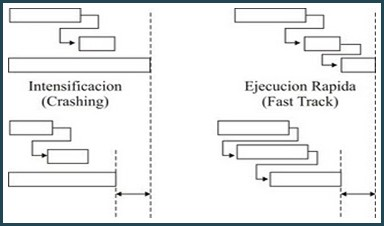 Intensificacion
(Crashing)
Ejecucion Rapida
(Fast Track)